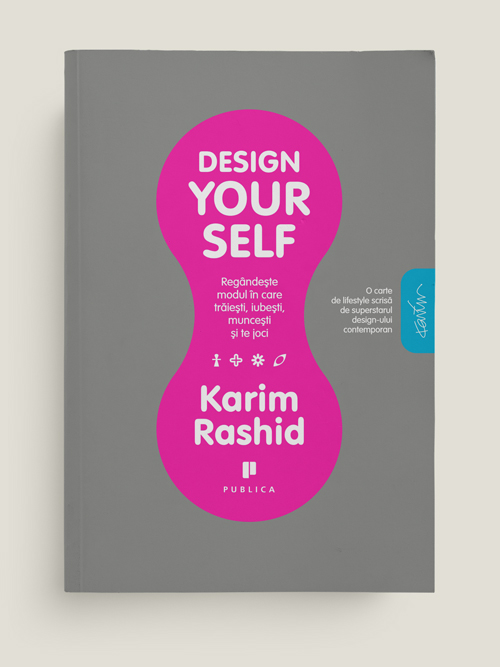 DESIGN
YOUR
SELF
Regândește
modul în care
trăiești, iubești,
muncești
și te joci
Karim
Rashid
PUBLICA
O carte
de lifestyle scrisă
de superstarul
design-ului
contemporan
Karim